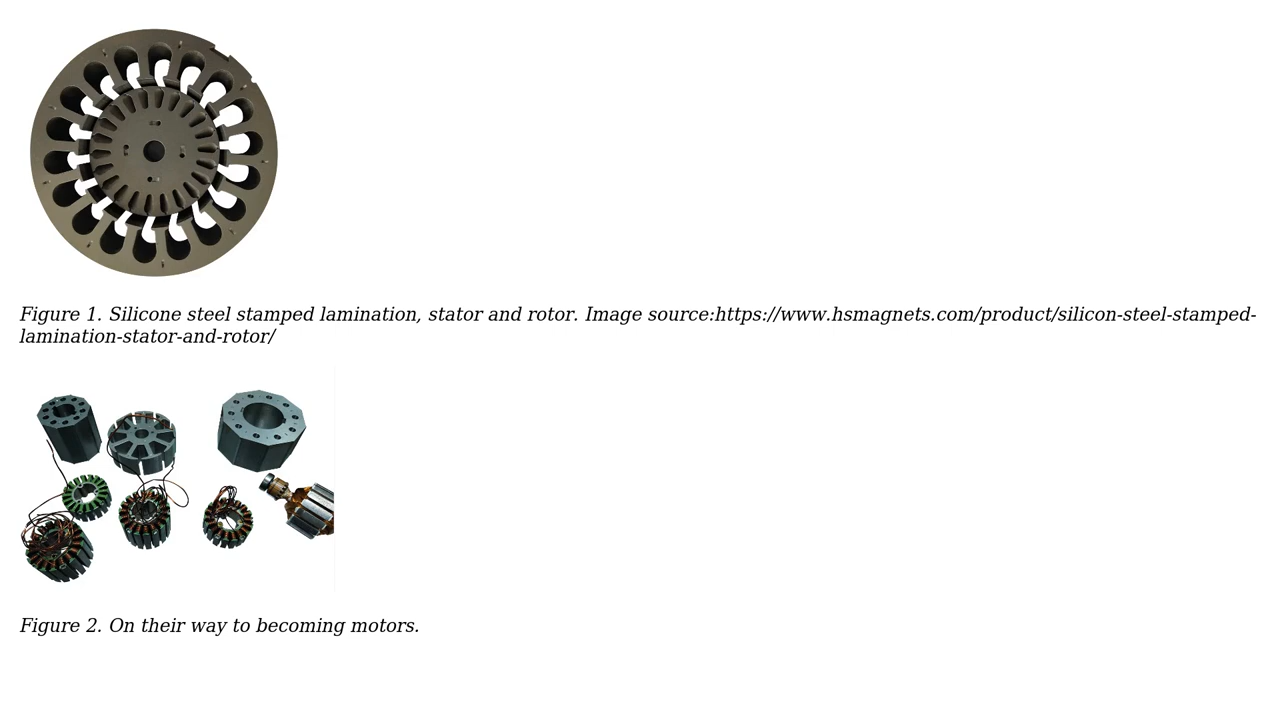 Figure 1. Silicone steel stamped lamination, stator and rotor. Image source:https://www.hsmagnets.com/product/silicon-steel-stamped-
lamination-stator-and-rotor/
Figure 2. On their way to becoming motors.